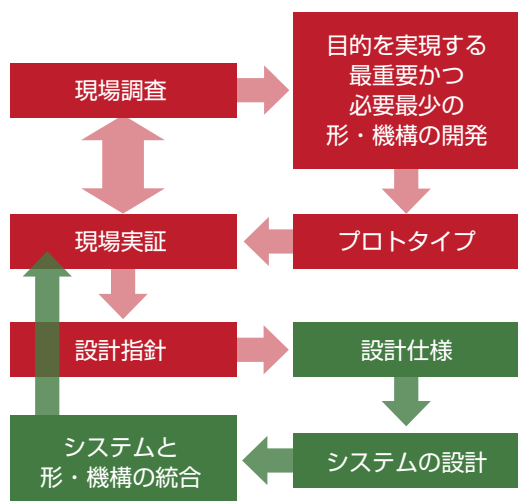 現場調査
目的を実現する
最重要かつ
必要最少の
形・機構の開発
現場実証
プロトタイプ
設計指針
設計仕様
システムと
形・機構の統合
システムの設計